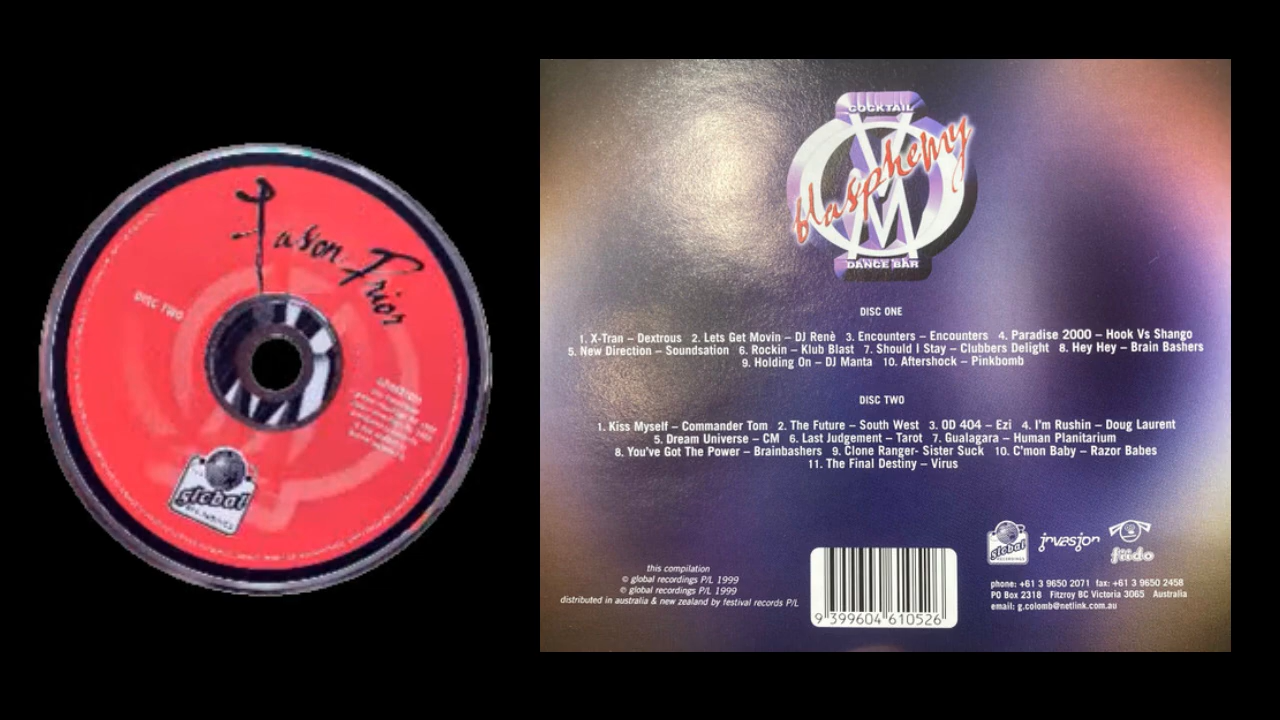 Jason Frior
DISC TWO
global
COCKTAIL
blasphemy
DANCE BAR
DISC ONE
1. X-Tran – Dextrous 2. Lets Get Movin – DJ Renè 3. Encounters – Encounters 4. Paradise 2000 – Hook Vs Shango
5. New Direction – Soundsation 6. Rockin – Klub Blast 7. Should I Stay – Clubbers Delight 8. Hey Hey – Brain Bashers
9. Holding On – DJ Manta 10. Aftershock – Pinkbomb
DISC TWO
1. Kiss Myself – Commander Tom 2. The Future – South West 3. OD 404 – Ezi 4. I'm Rushin – Doug Laurent
5. Dream Universe – CM 6. Last Judgement – Tarot 7. Gualagara – Human Planitarium
8. You've Got The Power – Brainbashers 9. Clone Ranger- Sister Suck 10. C'mon Baby – Razor Babes
11. The Final Destiny – Virus
global
RECORDINGS
invasion
fiido
this compilation
© global recordings P/L 1999
© global recordings P/L 1999
distributed in australia & new zealand by festival records P/L
9 399604 610526
phone: +61 3 9650 2071 fax: +61 3 9650 2458
PO Box 2318 Fitzroy BC Victoria 3065 Australia
email: g.colomb@netlink.com.au